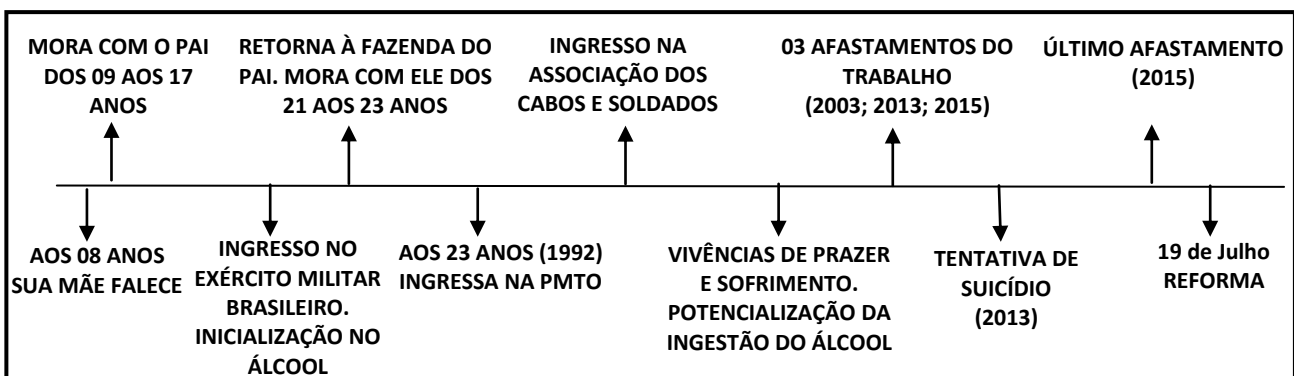 MORA COM O PAI
DOS 09 AOS 17
ANOS
RETORNA À FAZENDA DO
PAI. MORA COM ELE DOS
21 AOS 23 ANOS
INGRESSO NA
ASSOCIAÇÃO DOS
CABOS E SOLDADOS
03 AFASTAMENTOS DO
TRABALHO
(2003; 2013; 2015)
ÚLTIMO AFASTAMENTO
(2015)
AOS 08 ANOS
SUA MÃE FALECE
INGRESSO NO
EXÉRCITO MILITAR
BRASILEIRO.
INICIALIZAÇÃO NO
ÁLCOOL
AOS 23 ANOS (1992)
INGRESSA NA PMTO
VIVÊNCIAS DE PRAZER
E SOFRIMENTO.
POTENCIALIZAÇÃO DA
INGESTÃO DO ÁLCOOL
TENTATIVA DE
SUICÍDIO
(2013)
19 de Julho
REFORMA